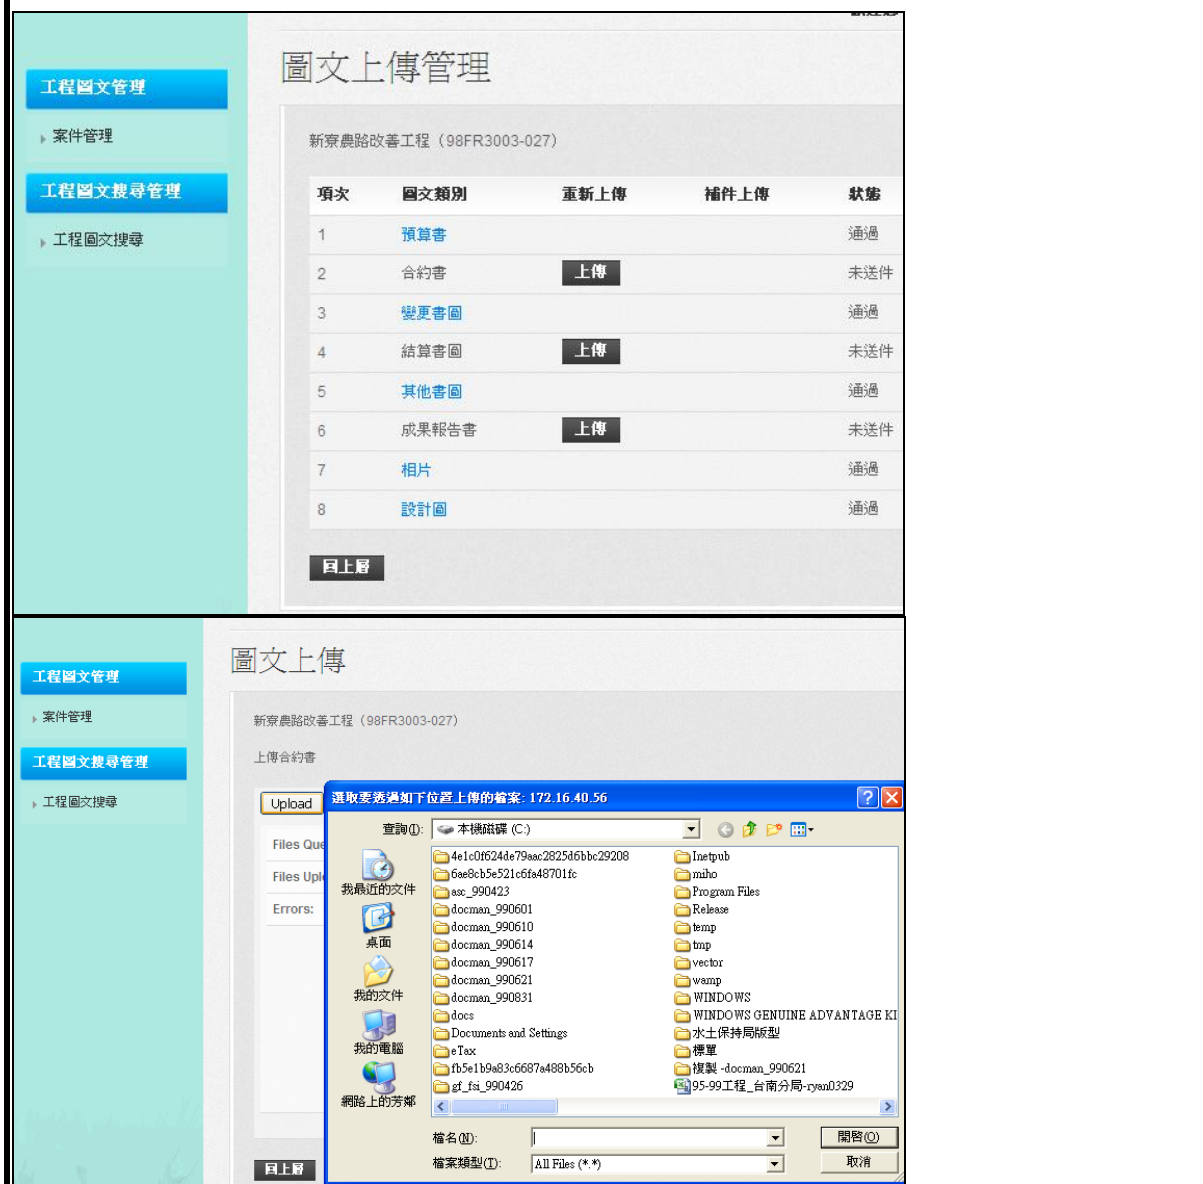 圖文上傳管理
工程圖文管理
案件管理
工程圖文搜尋管理
工程圖文搜尋
新寮農路改善工程（98FR3003-027）
項次 圖文類別 重新上傳 補件上傳 狀態
1 預算書 通過
2 合約書 上傳 未送件
3 變更書圖 通過
4 結算書圖 上傳 未送件
5 其他書圖 通過
6 成果報告書 上傳 未送件
7 相片 通過
8 設計圖 通過
回上層
圖文上傳
工程圖文管理
案件管理
工程圖文搜尋管理
工程圖文搜尋
新寮農路改善工程（98FR3003-027）
上傳合約書
Upload
Files Que
Files Uplo
Errors:
回上層
選取要透過如下位置上傳的檔案: 172.16.40.56
查詢(I): 本機磁碟 (C:)
我最近的文件
桌面
我的文件
我的電腦
網路上的芳鄰
4e1c0f624de79aac2825d6bbc29208
6ae8cb5e521c6fa48701fc
asc_990423
docman_990601
docman_990610
docman_990614
docman_990617
docman_990621
docman_990831
docs
Documents and Settings
eTax
fb5e1b9a83c6687a488b56cb
gf_fsi_990426
Inetpub
miho
Program Files
Release
temp
tmp
vector
wamp
WINDOWS
WINDOWS GENUINE ADVANTAGE KI
水土保持局版型
標單
複製 -docman_990621
95-99工程_台南分局-ryan0329
檔名(N): 開啓(O)
檔案類型(T): All Files (*.*) 取消